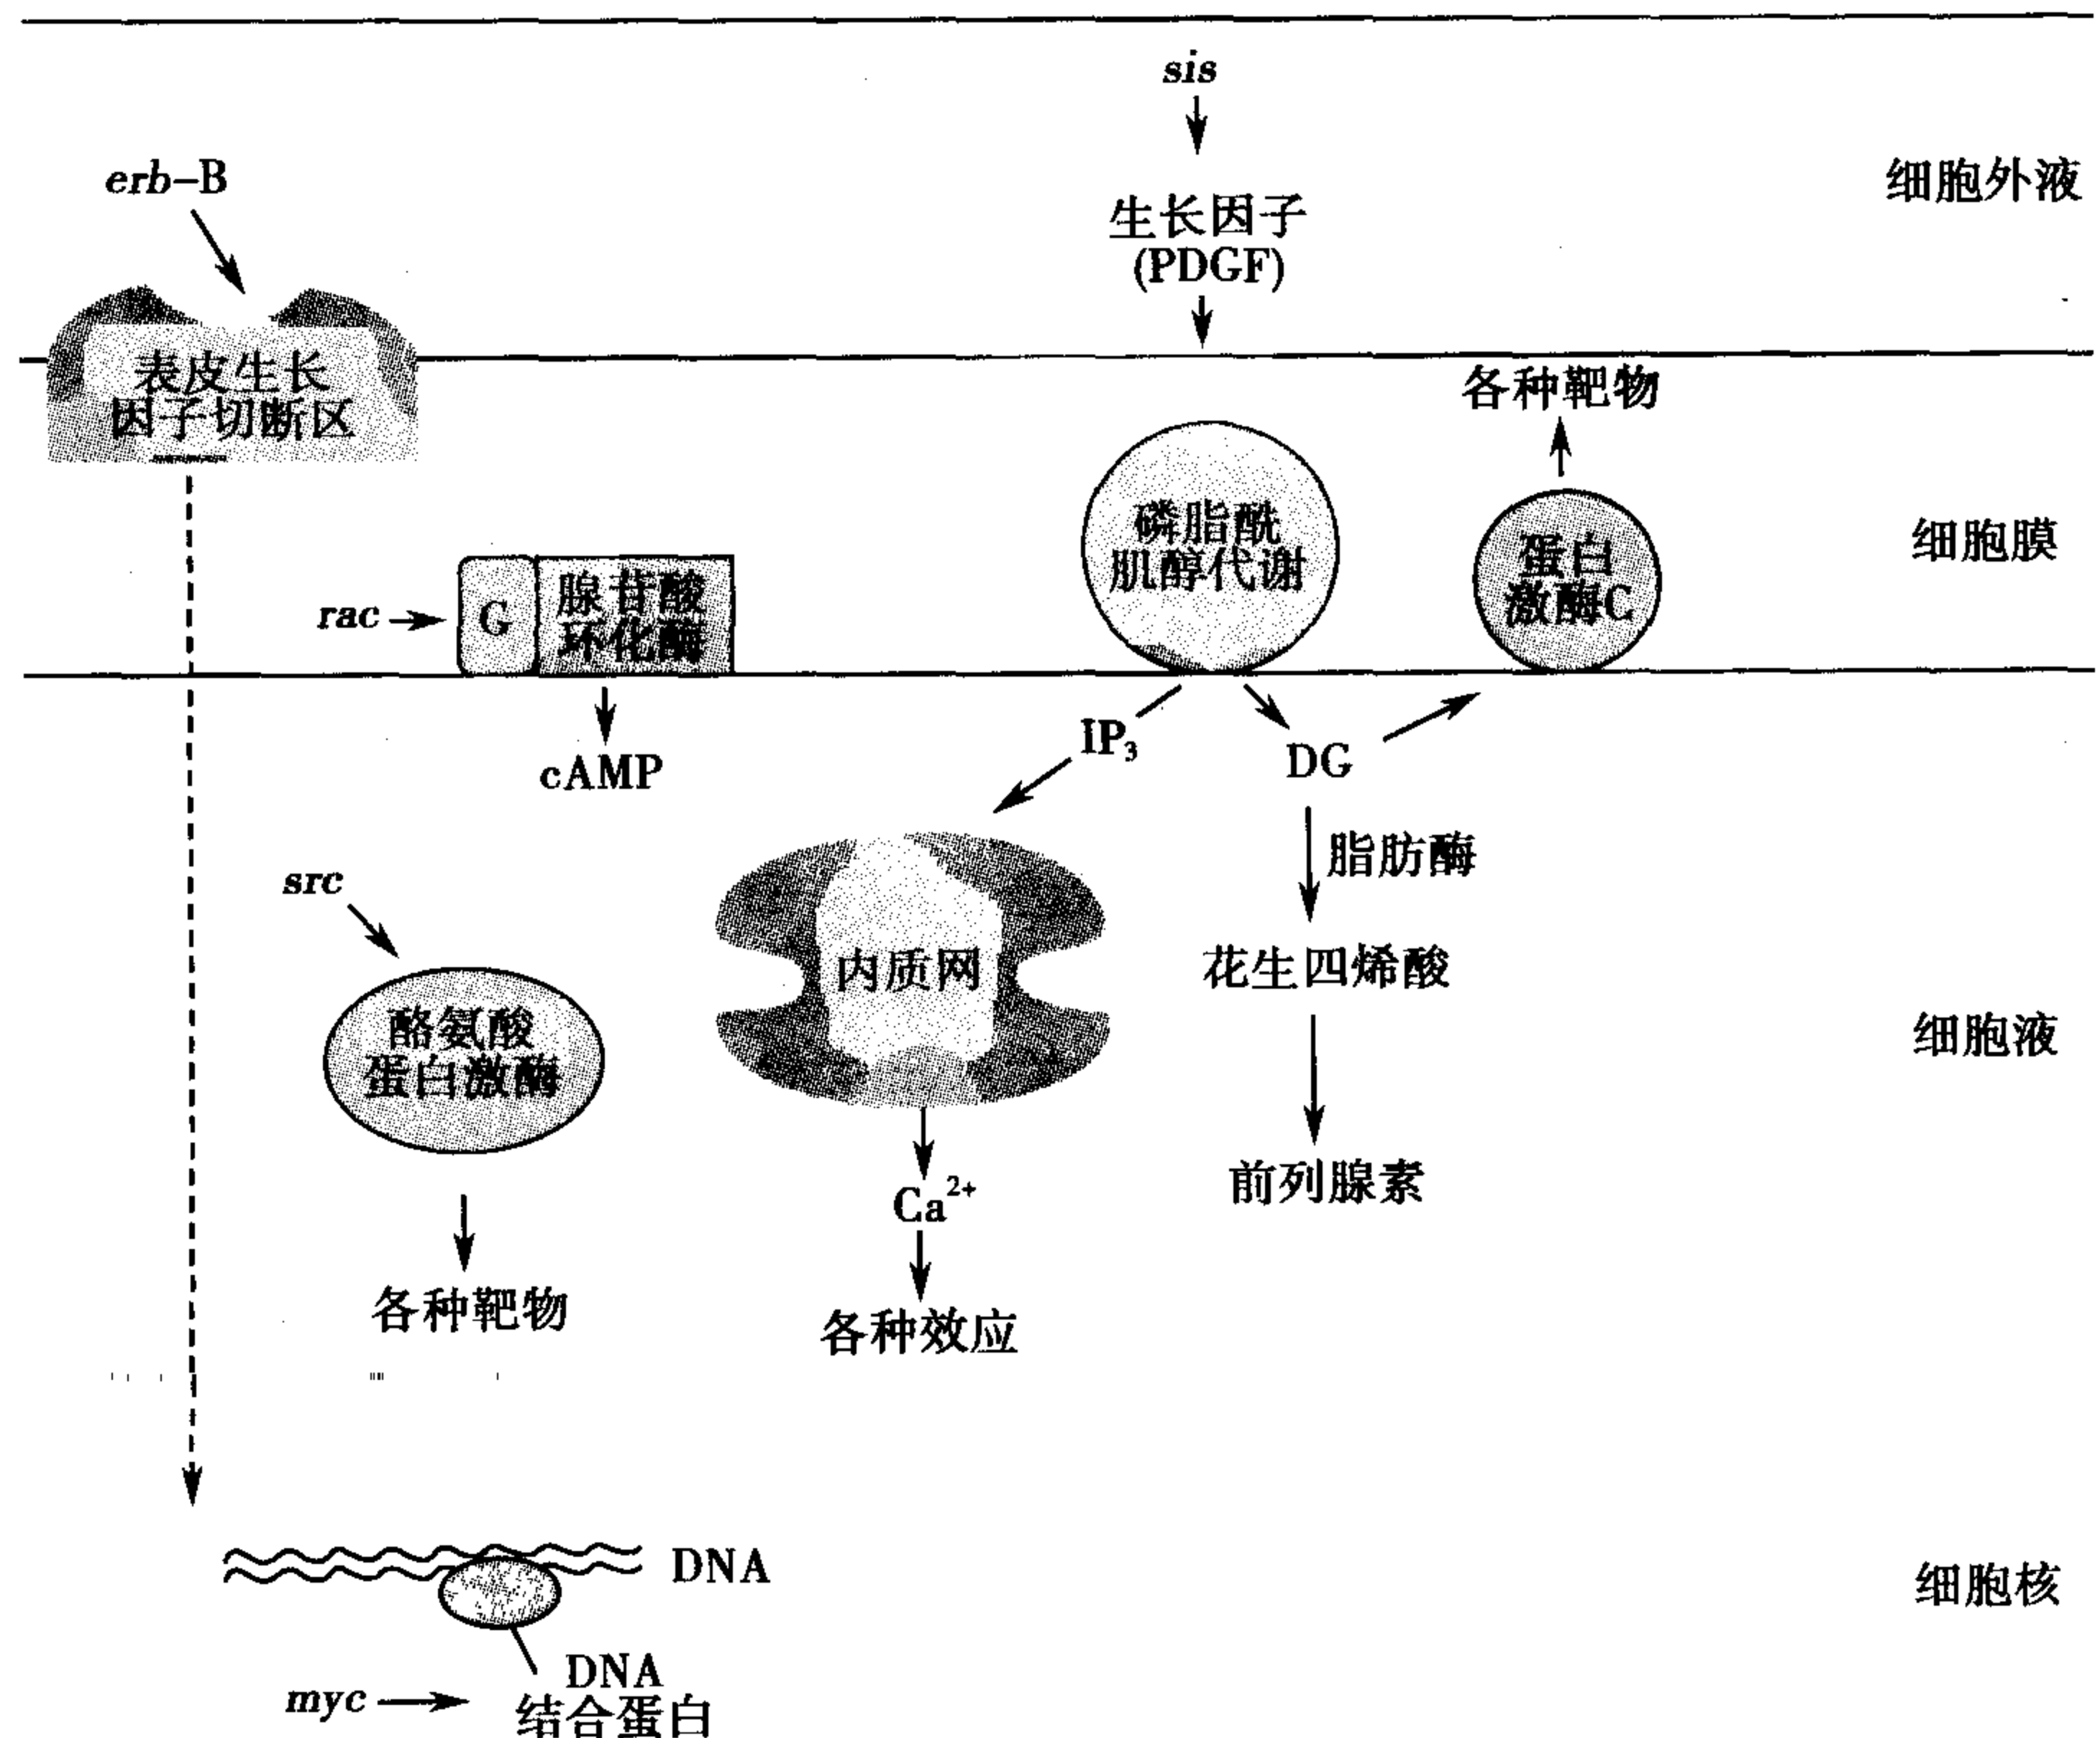 sis
erb-B
细胞外液
生长因子
(PDGF)
表皮生长
因子切断区
各种靶物
磷脂酰
肌醇代谢
蛋白
激酶C
细胞膜
rac
G
腺苷酸
环化酶
IP₃
DG
cAMP
脂肪酶
src
内质网
花生四烯酸
酪氨酸
蛋白激酶
细胞液
前列腺素
Ca²⁺
各种靶物
各种效应
DNA
细胞核
DNA
myc
结合蛋白